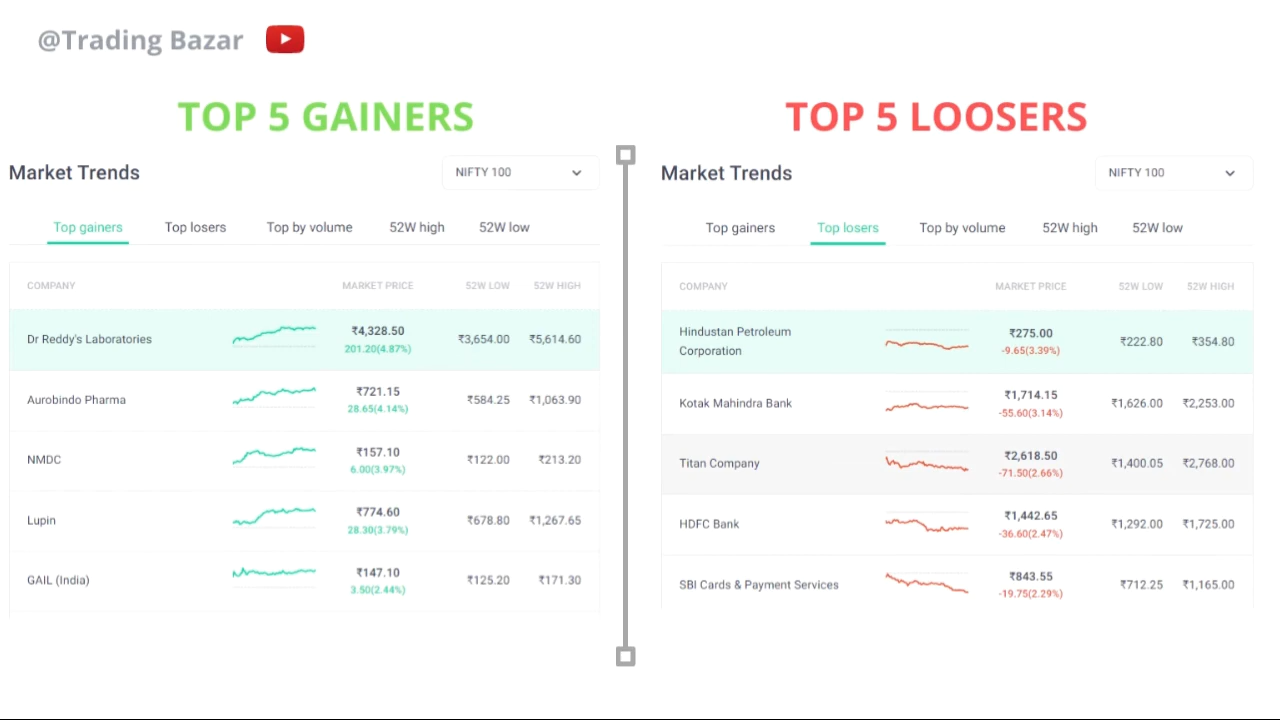 @Trading Bazar
TOP 5 GAINERS
Market Trends
NIFTY 100
Top gainers Top losers Top by volume 52W high 52W low
COMPANY MARKET PRICE 52W LOW 52W HIGH
Dr Reddy's Laboratories ₹4,328.50 ₹3,654.00 ₹5,614.60
201.20(4.87%)
Aurobindo Pharma ₹721.15 ₹584.25 ₹1,063.90
28.65(4.14%)
NMDC ₹157.10 ₹122.00 ₹213.20
6.00(3.97%)
Lupin ₹774.60 ₹678.80 ₹1,267.65
28.30(3.79%)
GAIL (India) ₹147.10 ₹125.20 ₹171.30
3.50(2.44%)
TOP 5 LOOSERS
Market Trends
NIFTY 100
Top gainers Top losers Top by volume 52W high 52W low
COMPANY MARKET PRICE 52W LOW 52W HIGH
Hindustan Petroleum
Corporation ₹275.00 ₹222.80 ₹354.80
-9.65(3.39%)
Kotak Mahindra Bank ₹1,714.15 ₹1,626.00 ₹2,253.00
-55.60(3.14%)
Titan Company ₹2,618.50 ₹1,400.05 ₹2,768.00
-71.50(2.66%)
HDFC Bank ₹1,442.65 ₹1,292.00 ₹1,725.00
-36.60(2.47%)
SBI Cards & Payment Services ₹843.55 ₹712.25 ₹1,165.00
-19.75(2.29%)